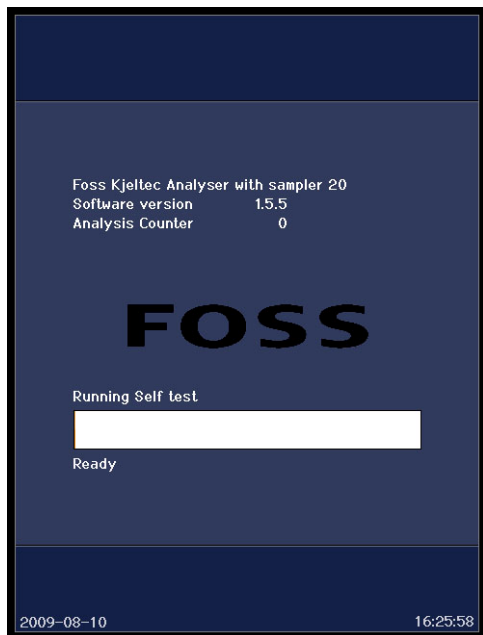 Foss Kjeltec Analyser with sampler 20
Software version 1.5.5
Analysis Counter 0
FOSS
Running Self test
Ready
2009-08-10 16:25:58